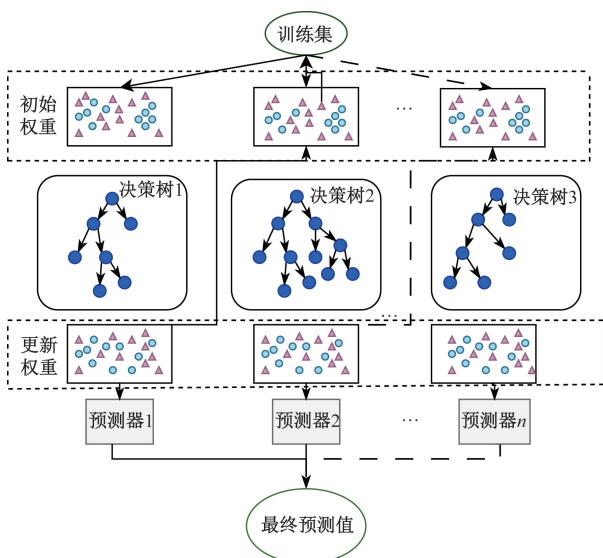 训练集
初始
权重
…
决策树1
决策树2
决策树3
…
更新
权重
预测器1
预测器2
…
预测器n
最终预测值